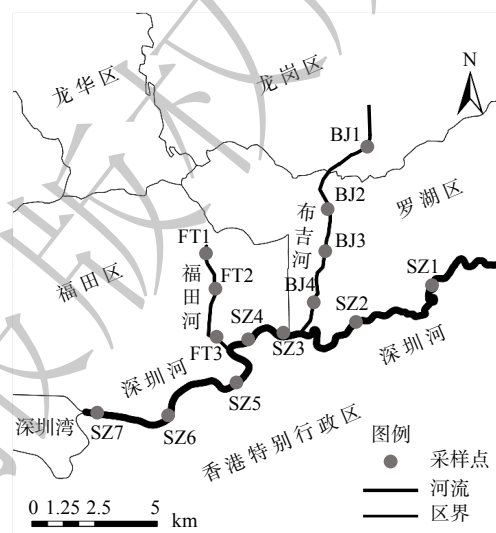 龙华区
龙岗区
N
BJ1
罗湖区
BJ2
布吉河
BJ3
FT1
福田区
福田河
FT2
BJ4
SZ1
SZ2
SZ4
SZ3
FT3
深圳河
深圳河
SZ5
深圳湾
SZ7
SZ6
香港特别行政区
图例
采样点
河流
区界
0 1.25 2.5 5
km
版权